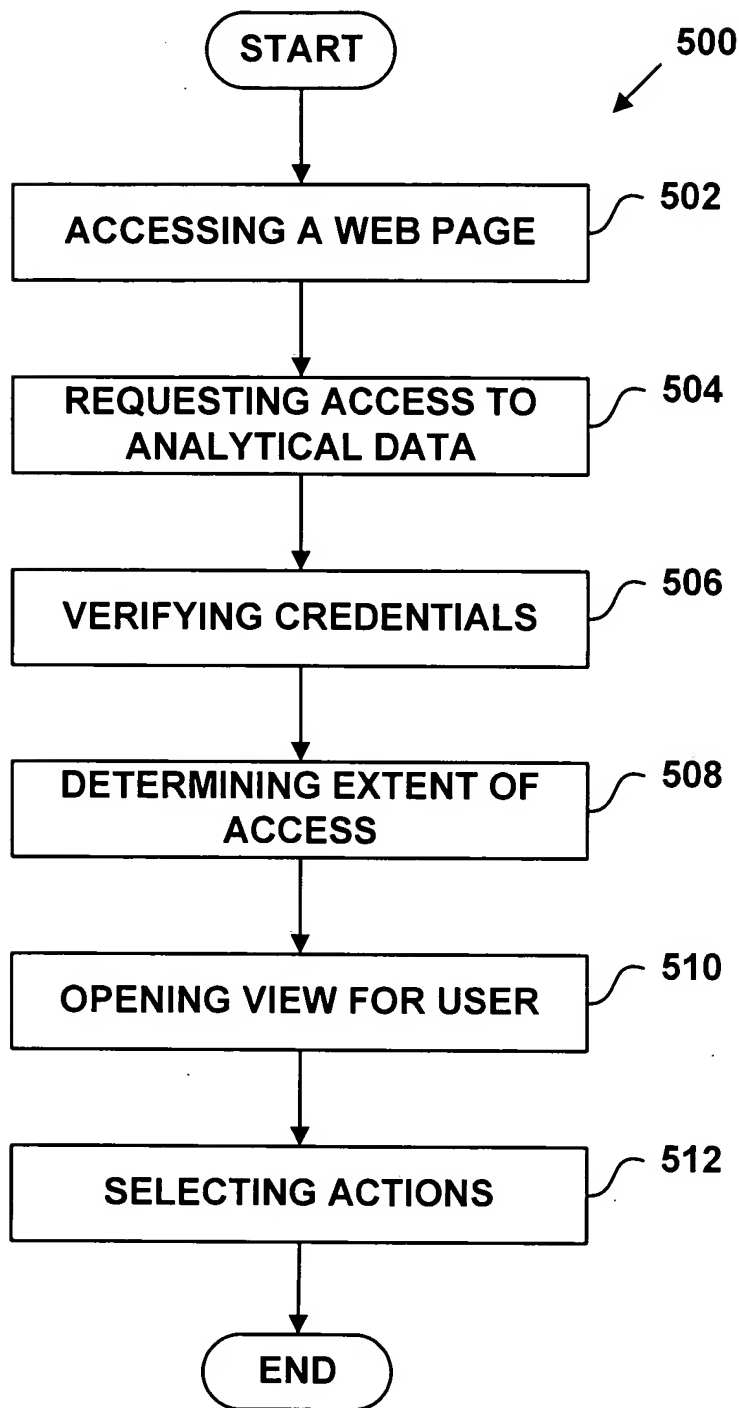 START
500
ACCESSING A WEB PAGE
502
REQUESTING ACCESS TO
ANALYTICAL DATA
504
VERIFYING CREDENTIALS
506
DETERMINING EXTENT OF
ACCESS
508
OPENING VIEW FOR USER
510
SELECTING ACTIONS
512
END